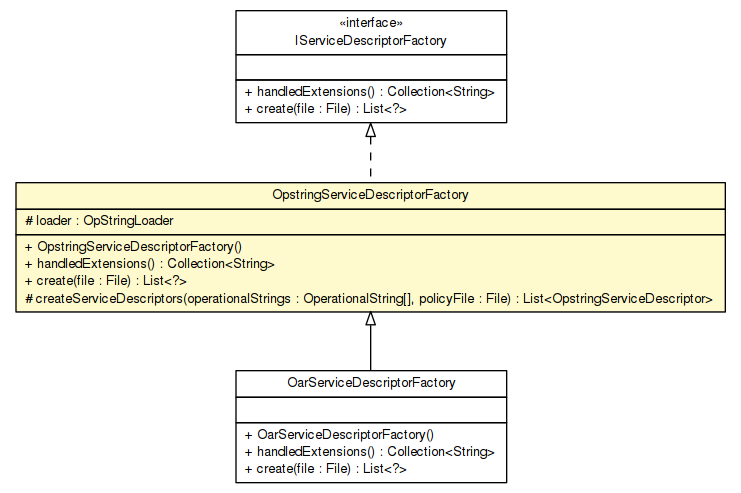 «interface»
IServiceDescriptorFactory
+ handledExtensions() : Collection<String>
+ create(file : File) : List<?>
OpstringServiceDescriptorFactory
# loader : OpStringLoader
+ OpstringServiceDescriptorFactory()
+ handledExtensions() : Collection<String>
+ create(file : File) : List<?>
# createServiceDescriptors(operationalStrings : OperationalString[], policyFile : File) : List<OpstringServiceDescriptor>
OarServiceDescriptorFactory
+ OarServiceDescriptorFactory()
+ handledExtensions() : Collection<String>
+ create(file : File) : List<?>